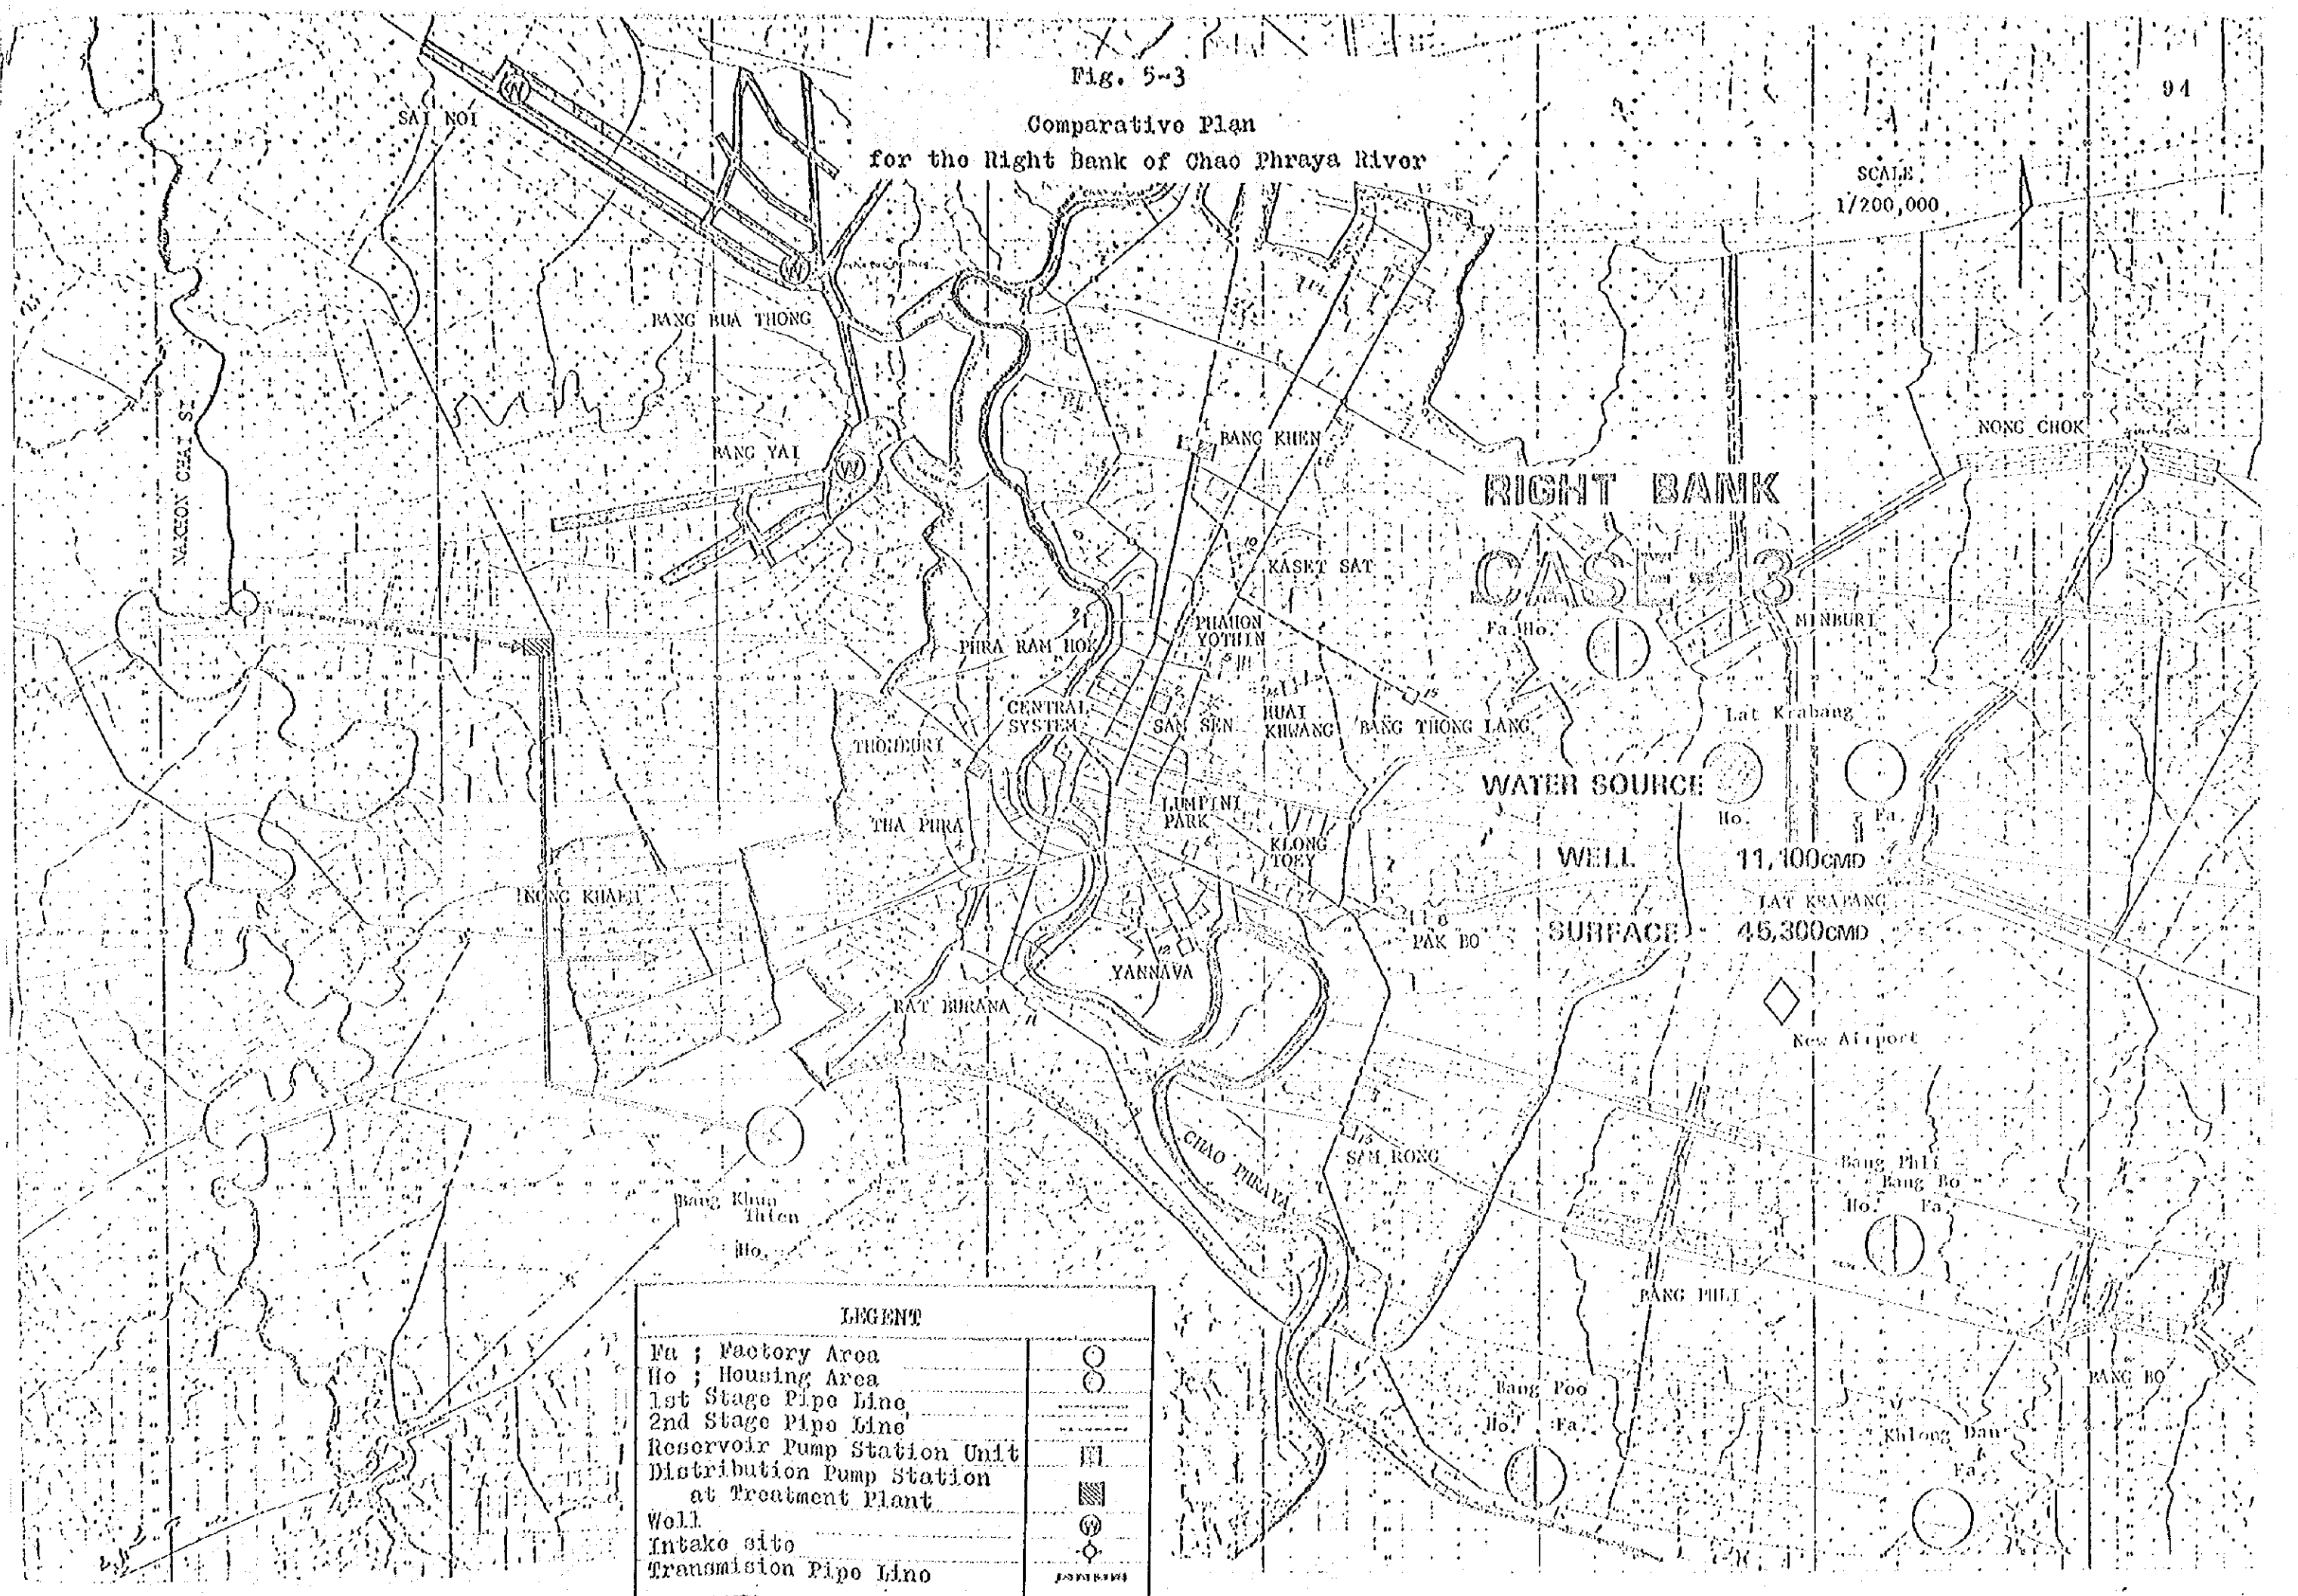 Fig. 5-3
94
Comparative Plan
for the Right Bank of Chao Phraya River
SCALE
1/200,000
SAI NOI
BANG BUA THONG
NAKHON CHAI SI
BANG YAI
BANG KHEN
NONG CHOK
RIGHT BANK
CASE - 3
KASET SAT
Fa. Ho.
MINBURI
PHAHON
YOTHIN
PHRA RAM HOK
CENTRAL
SYSTEM
SAM SEN
HUAI
KHWANG
BANG THONG LANG
Lat Krabang
THONBURI
WATER SOURCE
Ho.
Fa.
LUMPINI
PARK
THA PHRA
KLONG
TOEY
WELL 11,100CMD
NONG KHAEM
LAT KRABANG
SURFACE 46,300CMD
PAK BO
YANNAVA
RAT BURANA
New Airport
CHAO PHRAYA
SAM RONG
Bang Phli
Bang Bo
Ho. Fa.
Bang Khun
Thien
Ho.
BANG PHLI
BANG BO
Bang Poo
Ho. Fa.
Khlong Dan
Fa.
LEGENT
Fa ; Factory Area
Ho ; Housing Area
1st Stage Pipe Line
2nd Stage Pipe Line
Reservoir Pump Station Unit
Distribution Pump Station
at Treatment Plant
Well
W
Intake site
Transmision Pipe Line